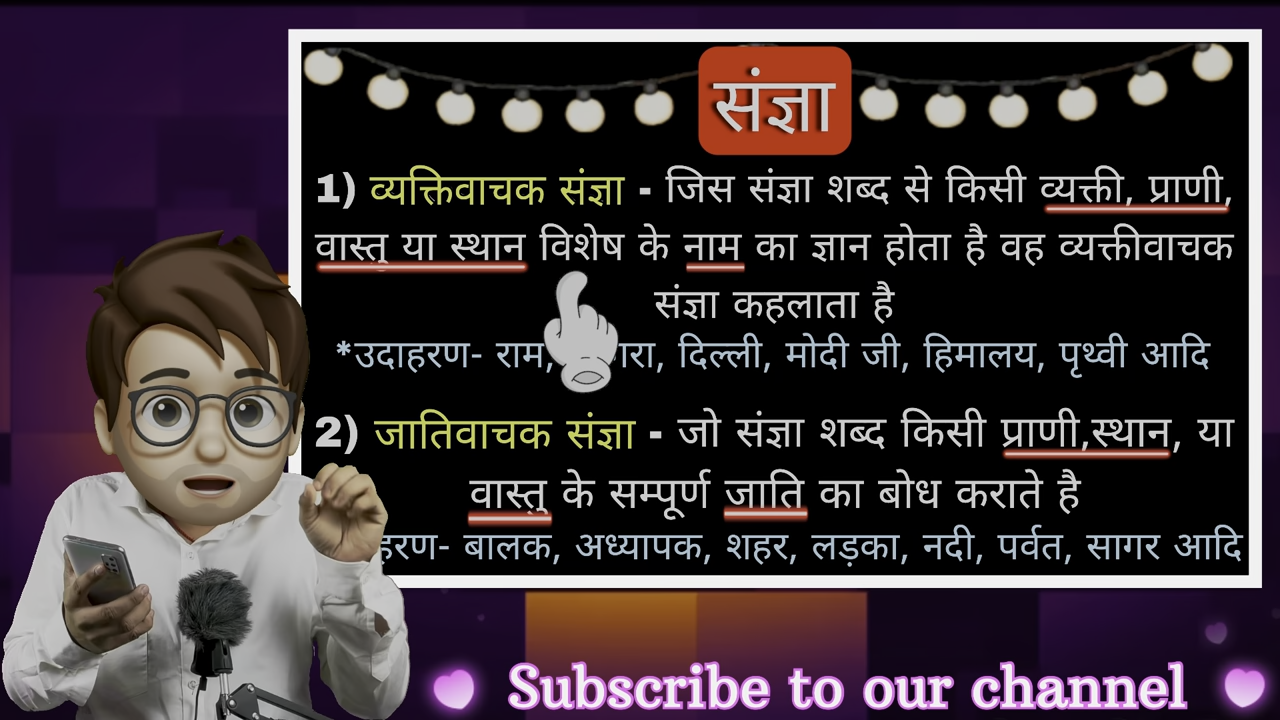 संज्ञा
1) व्यक्तिवाचक संज्ञा - जिस संज्ञा शब्द से किसी व्यक्ती, प्राणी,
वास्तु या स्थान विशेष के नाम का ज्ञान होता है वह व्यक्तीवाचक
संज्ञा कहलाता है
*उदाहरण- राम, दिल्ली, मोदी जी, हिमालय, पृथ्वी आदि
2) जातिवाचक संज्ञा - जो संज्ञा शब्द किसी प्राणी,स्थान, या
वास्तु के सम्पूर्ण जाति का बोध कराते है
बालक, अध्यापक, शहर, लड़का, नदी, पर्वत, सागर आदि
Subscribe to our channel